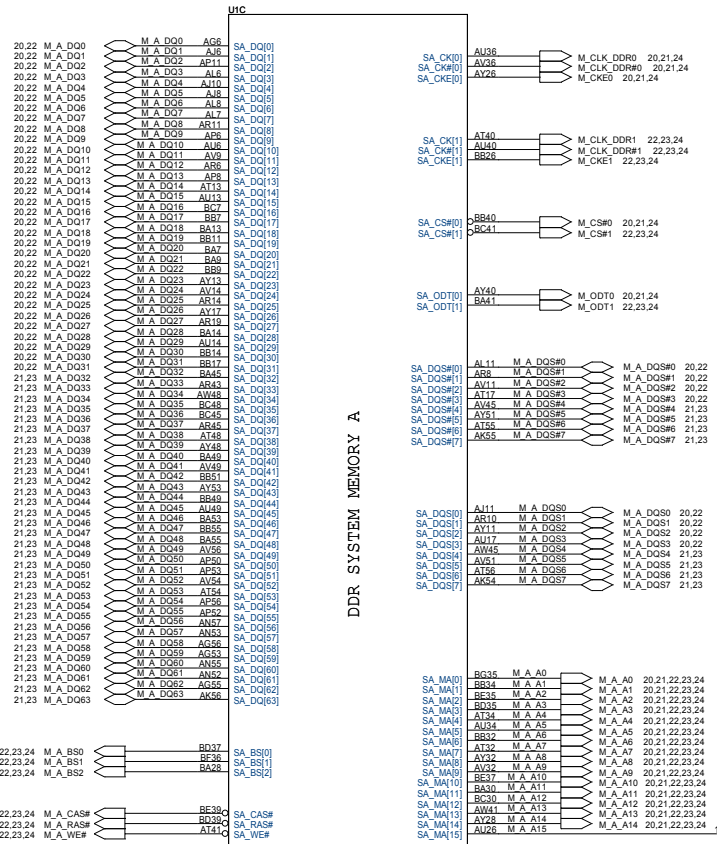 U1C
20,22 M_A_DQ0 M_A_DQ0 AG6 SA_DQ[0]
20,22 M_A_DQ1 M_A_DQ1 AJ6 SA_DQ[1]
20,22 M_A_DQ2 M_A_DQ2 AP11 SA_DQ[2]
20,22 M_A_DQ3 M_A_DQ3 AL6 SA_DQ[3]
20,22 M_A_DQ4 M_A_DQ4 AJ10 SA_DQ[4]
20,22 M_A_DQ5 M_A_DQ5 AJ8 SA_DQ[5]
20,22 M_A_DQ6 M_A_DQ6 AL8 SA_DQ[6]
20,22 M_A_DQ7 M_A_DQ7 AL7 SA_DQ[7]
20,22 M_A_DQ8 M_A_DQ8 AR11 SA_DQ[8]
20,22 M_A_DQ9 M_A_DQ9 AP6 SA_DQ[9]
20,22 M_A_DQ10 M_A_DQ10 AU6 SA_DQ[10]
20,22 M_A_DQ11 M_A_DQ11 AV9 SA_DQ[11]
20,22 M_A_DQ12 M_A_DQ12 AR6 SA_DQ[12]
20,22 M_A_DQ13 M_A_DQ13 AP8 SA_DQ[13]
20,22 M_A_DQ14 M_A_DQ14 AT13 SA_DQ[14]
20,22 M_A_DQ15 M_A_DQ15 AU13 SA_DQ[15]
20,22 M_A_DQ16 M_A_DQ16 BC7 SA_DQ[16]
20,22 M_A_DQ17 M_A_DQ17 BB7 SA_DQ[17]
20,22 M_A_DQ18 M_A_DQ18 BA13 SA_DQ[18]
20,22 M_A_DQ19 M_A_DQ19 BB11 SA_DQ[19]
20,22 M_A_DQ20 M_A_DQ20 BA7 SA_DQ[20]
20,22 M_A_DQ21 M_A_DQ21 BA9 SA_DQ[21]
20,22 M_A_DQ22 M_A_DQ22 BB9 SA_DQ[22]
20,22 M_A_DQ23 M_A_DQ23 AY13 SA_DQ[23]
20,22 M_A_DQ24 M_A_DQ24 AV14 SA_DQ[24]
20,22 M_A_DQ25 M_A_DQ25 AR14 SA_DQ[25]
20,22 M_A_DQ26 M_A_DQ26 AY17 SA_DQ[26]
20,22 M_A_DQ27 M_A_DQ27 AR19 SA_DQ[27]
20,22 M_A_DQ28 M_A_DQ28 BA14 SA_DQ[28]
20,22 M_A_DQ29 M_A_DQ29 AU14 SA_DQ[29]
20,22 M_A_DQ30 M_A_DQ30 BB14 SA_DQ[30]
20,22 M_A_DQ31 M_A_DQ31 BB17 SA_DQ[31]
21,23 M_A_DQ32 M_A_DQ32 BA45 SA_DQ[32]
21,23 M_A_DQ33 M_A_DQ33 AR43 SA_DQ[33]
21,23 M_A_DQ34 M_A_DQ34 AW48 SA_DQ[34]
21,23 M_A_DQ35 M_A_DQ35 BC48 SA_DQ[35]
21,23 M_A_DQ36 M_A_DQ36 BC45 SA_DQ[36]
21,23 M_A_DQ37 M_A_DQ37 AR45 SA_DQ[37]
21,23 M_A_DQ38 M_A_DQ38 AT48 SA_DQ[38]
21,23 M_A_DQ39 M_A_DQ39 AY48 SA_DQ[39]
21,23 M_A_DQ40 M_A_DQ40 BA49 SA_DQ[40]
21,23 M_A_DQ41 M_A_DQ41 AV49 SA_DQ[41]
21,23 M_A_DQ42 M_A_DQ42 BB51 SA_DQ[42]
21,23 M_A_DQ43 M_A_DQ43 AY53 SA_DQ[43]
21,23 M_A_DQ44 M_A_DQ44 BB49 SA_DQ[44]
21,23 M_A_DQ45 M_A_DQ45 AU49 SA_DQ[45]
21,23 M_A_DQ46 M_A_DQ46 BA53 SA_DQ[46]
21,23 M_A_DQ47 M_A_DQ47 BB55 SA_DQ[47]
21,23 M_A_DQ48 M_A_DQ48 BA55 SA_DQ[48]
21,23 M_A_DQ49 M_A_DQ49 AV56 SA_DQ[49]
21,23 M_A_DQ50 M_A_DQ50 AP50 SA_DQ[50]
21,23 M_A_DQ51 M_A_DQ51 AP53 SA_DQ[51]
21,23 M_A_DQ52 M_A_DQ52 AV54 SA_DQ[52]
21,23 M_A_DQ53 M_A_DQ53 AT54 SA_DQ[53]
21,23 M_A_DQ54 M_A_DQ54 AP56 SA_DQ[54]
21,23 M_A_DQ55 M_A_DQ55 AP52 SA_DQ[55]
21,23 M_A_DQ56 M_A_DQ56 AN57 SA_DQ[56]
21,23 M_A_DQ57 M_A_DQ57 AN53 SA_DQ[57]
21,23 M_A_DQ58 M_A_DQ58 AG56 SA_DQ[58]
21,23 M_A_DQ59 M_A_DQ59 AG53 SA_DQ[59]
21,23 M_A_DQ60 M_A_DQ60 AN55 SA_DQ[60]
21,23 M_A_DQ61 M_A_DQ61 AN52 SA_DQ[61]
21,23 M_A_DQ62 M_A_DQ62 AG55 SA_DQ[62]
21,23 M_A_DQ63 M_A_DQ63 AK56 SA_DQ[63]
22,23,24 M_A_BS0 BD37 SA_BS[0]
22,23,24 M_A_BS1 BF36 SA_BS[1]
22,23,24 M_A_BS2 BA28 SA_BS[2]
22,23,24 M_A_CAS# BE39 SA_CAS#
22,23,24 M_A_RAS# BD39 SA_RAS#
22,23,24 M_A_WE# AT41 SA_WE#
DDR SYSTEM MEMORY A
SA_CK[0] AU36 M_CLK_DDR0 20,21,24
SA_CK#[0] AV36 M_CLK_DDR#0 20,21,24
SA_CKE[0] AY26 M_CKE0 20,21,24
SA_CK[1] AT40 M_CLK_DDR1 22,23,24
SA_CK#[1] AU40 M_CLK_DDR#1 22,23,24
SA_CKE[1] BB26 M_CKE1 22,23,24
SA_CS#[0] BB40 M_CS#0 20,21,24
SA_CS#[1] BC41 M_CS#1 22,23,24
SA_ODT[0] AY40 M_ODT0 20,21,24
SA_ODT[1] BA41 M_ODT1 22,23,24
SA_DQS#[0] AL11 M_A_DQS#0 M_A_DQS#0 20,22
SA_DQS#[1] AR8 M_A_DQS#1 M_A_DQS#1 20,22
SA_DQS#[2] AV11 M_A_DQS#2 M_A_DQS#2 20,22
SA_DQS#[3] AT17 M_A_DQS#3 M_A_DQS#3 20,22
SA_DQS#[4] AV45 M_A_DQS#4 M_A_DQS#4 21,23
SA_DQS#[5] AY51 M_A_DQS#5 M_A_DQS#5 21,23
SA_DQS#[6] AT55 M_A_DQS#6 M_A_DQS#6 21,23
SA_DQS#[7] AK55 M_A_DQS#7 M_A_DQS#7 21,23
SA_DQS[0] AJ11 M_A_DQS0 M_A_DQS0 20,22
SA_DQS[1] AR10 M_A_DQS1 M_A_DQS1 20,22
SA_DQS[2] AY11 M_A_DQS2 M_A_DQS2 20,22
SA_DQS[3] AU17 M_A_DQS3 M_A_DQS3 20,22
SA_DQS[4] AW45 M_A_DQS4 M_A_DQS4 21,23
SA_DQS[5] AV51 M_A_DQS5 M_A_DQS5 21,23
SA_DQS[6] AT56 M_A_DQS6 M_A_DQS6 21,23
SA_DQS[7] AK54 M_A_DQS7 M_A_DQS7 21,23
SA_MA[0] BG35 M_A_A0 M_A_A0 20,21,22,23,24
SA_MA[1] BB34 M_A_A1 M_A_A1 20,21,22,23,24
SA_MA[2] BE35 M_A_A2 M_A_A2 20,21,22,23,24
SA_MA[3] BD35 M_A_A3 M_A_A3 20,21,22,23,24
SA_MA[4] AT34 M_A_A4 M_A_A4 20,21,22,23,24
SA_MA[5] AU34 M_A_A5 M_A_A5 20,21,22,23,24
SA_MA[6] BB32 M_A_A6 M_A_A6 20,21,22,23,24
SA_MA[7] AT32 M_A_A7 M_A_A7 20,21,22,23,24
SA_MA[8] AY32 M_A_A8 M_A_A8 20,21,22,23,24
SA_MA[9] AV32 M_A_A9 M_A_A9 20,21,22,23,24
SA_MA[10] BE37 M_A_A10 M_A_A10 20,21,22,23,24
SA_MA[11] BA30 M_A_A11 M_A_A11 20,21,22,23,24
SA_MA[12] BC30 M_A_A12 M_A_A12 20,21,22,23,24
SA_MA[13] AW41 M_A_A13 M_A_A13 20,21,22,23,24
SA_MA[14] AY28 M_A_A14 M_A_A14 20,21,22,23,24
SA_MA[15] AU26 M_A_A15